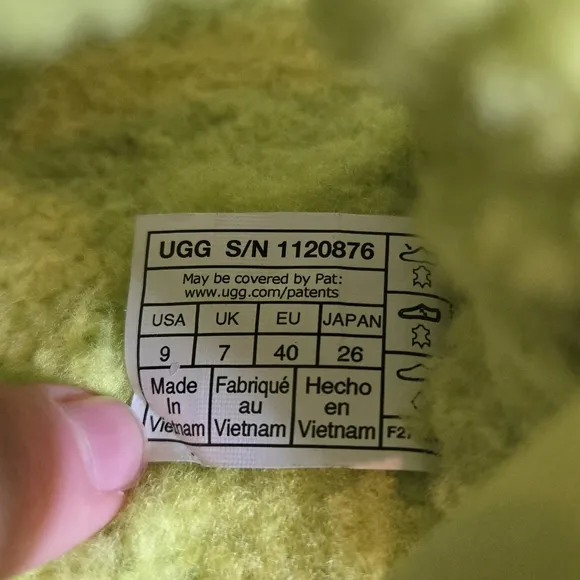 UGG S/N 1120876
May be covered by Pat:
www.ugg.com/patents
USA UK EU JAPAN
9 7 40 26
Made Fabriqué Hecho
In au en
Vietnam Vietnam Vietnam